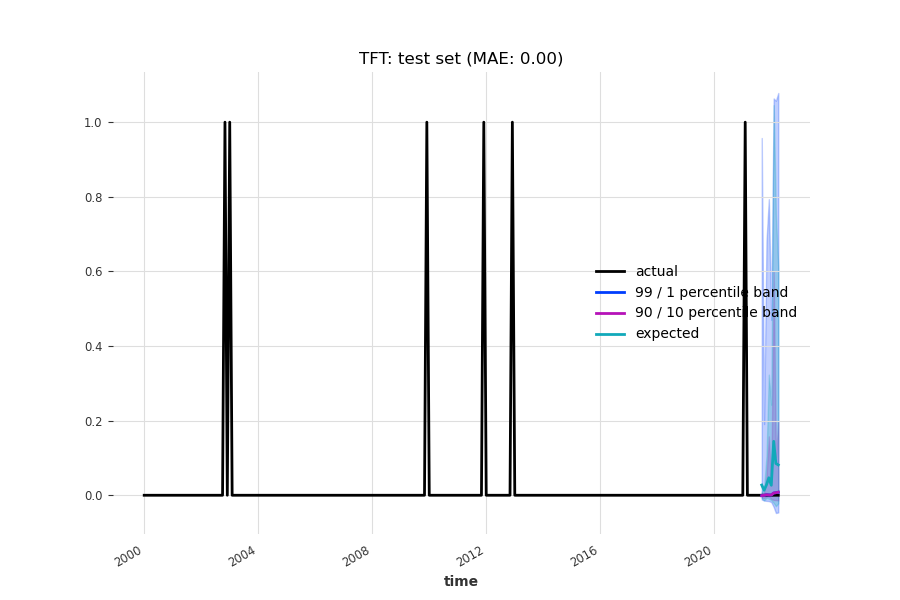 TFT: test set (MAE: 0.00)
1.0
0.8
0.6
0.4
0.2
0.0
actual
99 / 1 percentile band
90 / 10 percentile band
expected
2000
2004
2008
2012
2016
2020
time